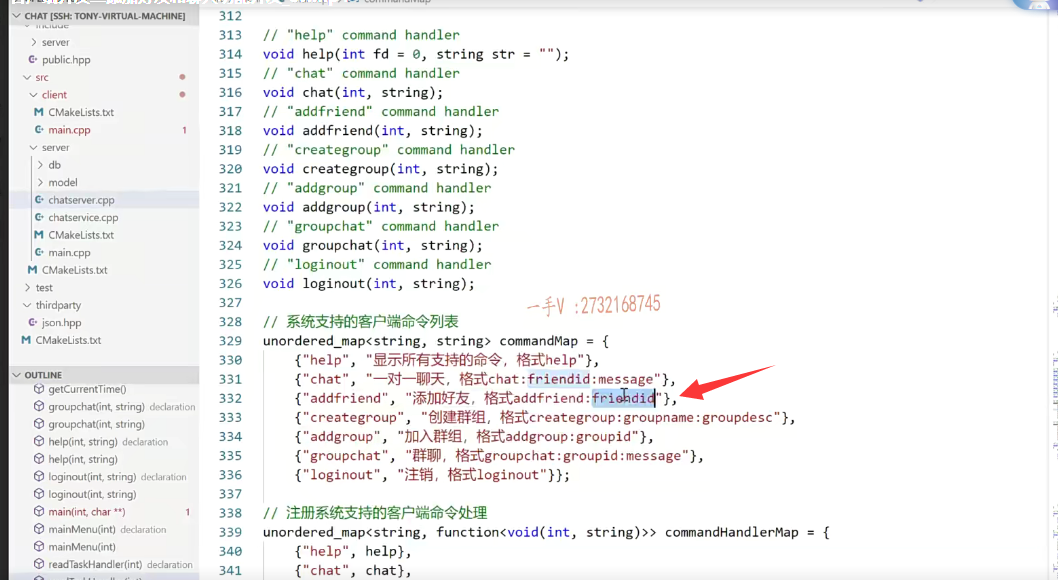 CHAT [SSH: TONY-VIRTUAL-MACHINE]
include
server
public.hpp
src
client
CMakeLists.txt
main.cpp 1
server
db
model
chatserver.cpp
chatservice.cpp
CMakeLists.txt
main.cpp
CMakeLists.txt
test
thirdparty
json.hpp
CMakeLists.txt
OUTLINE
getCurrentTime()
groupchat(int, string) declaration
groupchat(int, string)
help(int, string) declaration
help(int, string)
loginout(int, string) declaration
loginout(int, string)
main(int, char **) 1
mainMenu(int) declaration
mainMenu(int)
readTaskHandler(int) declaration
commandMap
312
313 // "help" command handler
314 void help(int fd = 0, string str = "");
315 // "chat" command handler
316 void chat(int, string);
317 // "addfriend" command handler
318 void addfriend(int, string);
319 // "creategroup" command handler
320 void creategroup(int, string);
321 // "addgroup" command handler
322 void addgroup(int, string);
323 // "groupchat" command handler
324 void groupchat(int, string);
325 // "loginout" command handler
326 void loginout(int, string);
327
一手V :2732168745
328 // 系统支持的客户端命令列表
329 unordered_map<string, string> commandMap = {
330 {"help", "显示所有支持的命令，格式help"},
331 {"chat", "一对一聊天，格式chat:friendid:message"},
332 {"addfriend", "添加好友，格式addfriend:friendid"},
333 {"creategroup", "创建群组，格式creategroup:groupname:groupdesc"},
334 {"addgroup", "加入群组，格式addgroup:groupid"},
335 {"groupchat", "群聊，格式groupchat:groupid:message"},
336 {"loginout", "注销，格式loginout"}};
337
338 // 注册系统支持的客户端命令处理
339 unordered_map<string, function<void(int, string)>> commandHandlerMap = {
340 {"help", help},
341 {"chat", chat},